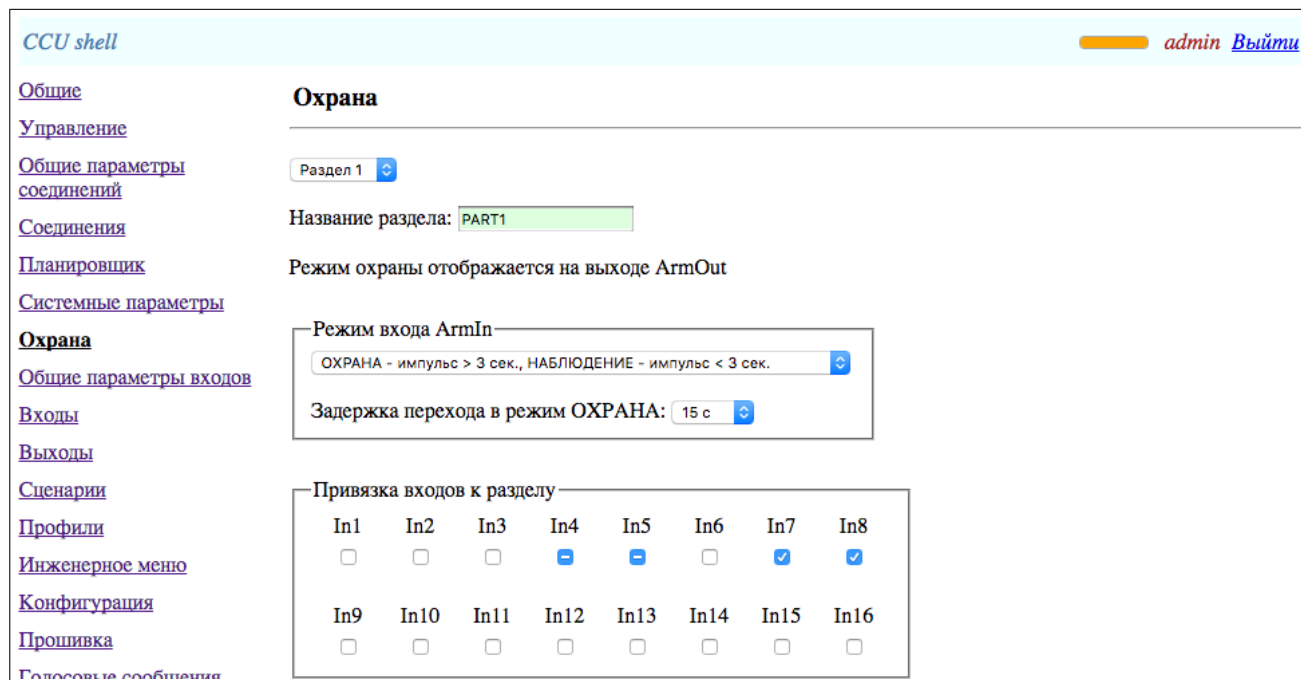 CCU shell
admin Выйти
Общие
Управление
Общие параметры
соединений
Соединения
Планировщик
Системные параметры
Охрана
Общие параметры входов
Входы
Выходы
Сценарии
Профили
Инженерное меню
Конфигурация
Прошивка
Голосовые сообщения
Охрана
Раздел 1
Название раздела: PART1
Режим охраны отображается на выходе ArmOut
Режим входа ArmIn
ОХРАНА - импульс > 3 сек., НАБЛЮДЕНИЕ - импульс < 3 сек.
Задержка перехода в режим ОХРАНА: 15 с
Привязка входов к разделу
In1 In2 In3 In4 In5 In6 In7 In8
In9 In10 In11 In12 In13 In14 In15 In16